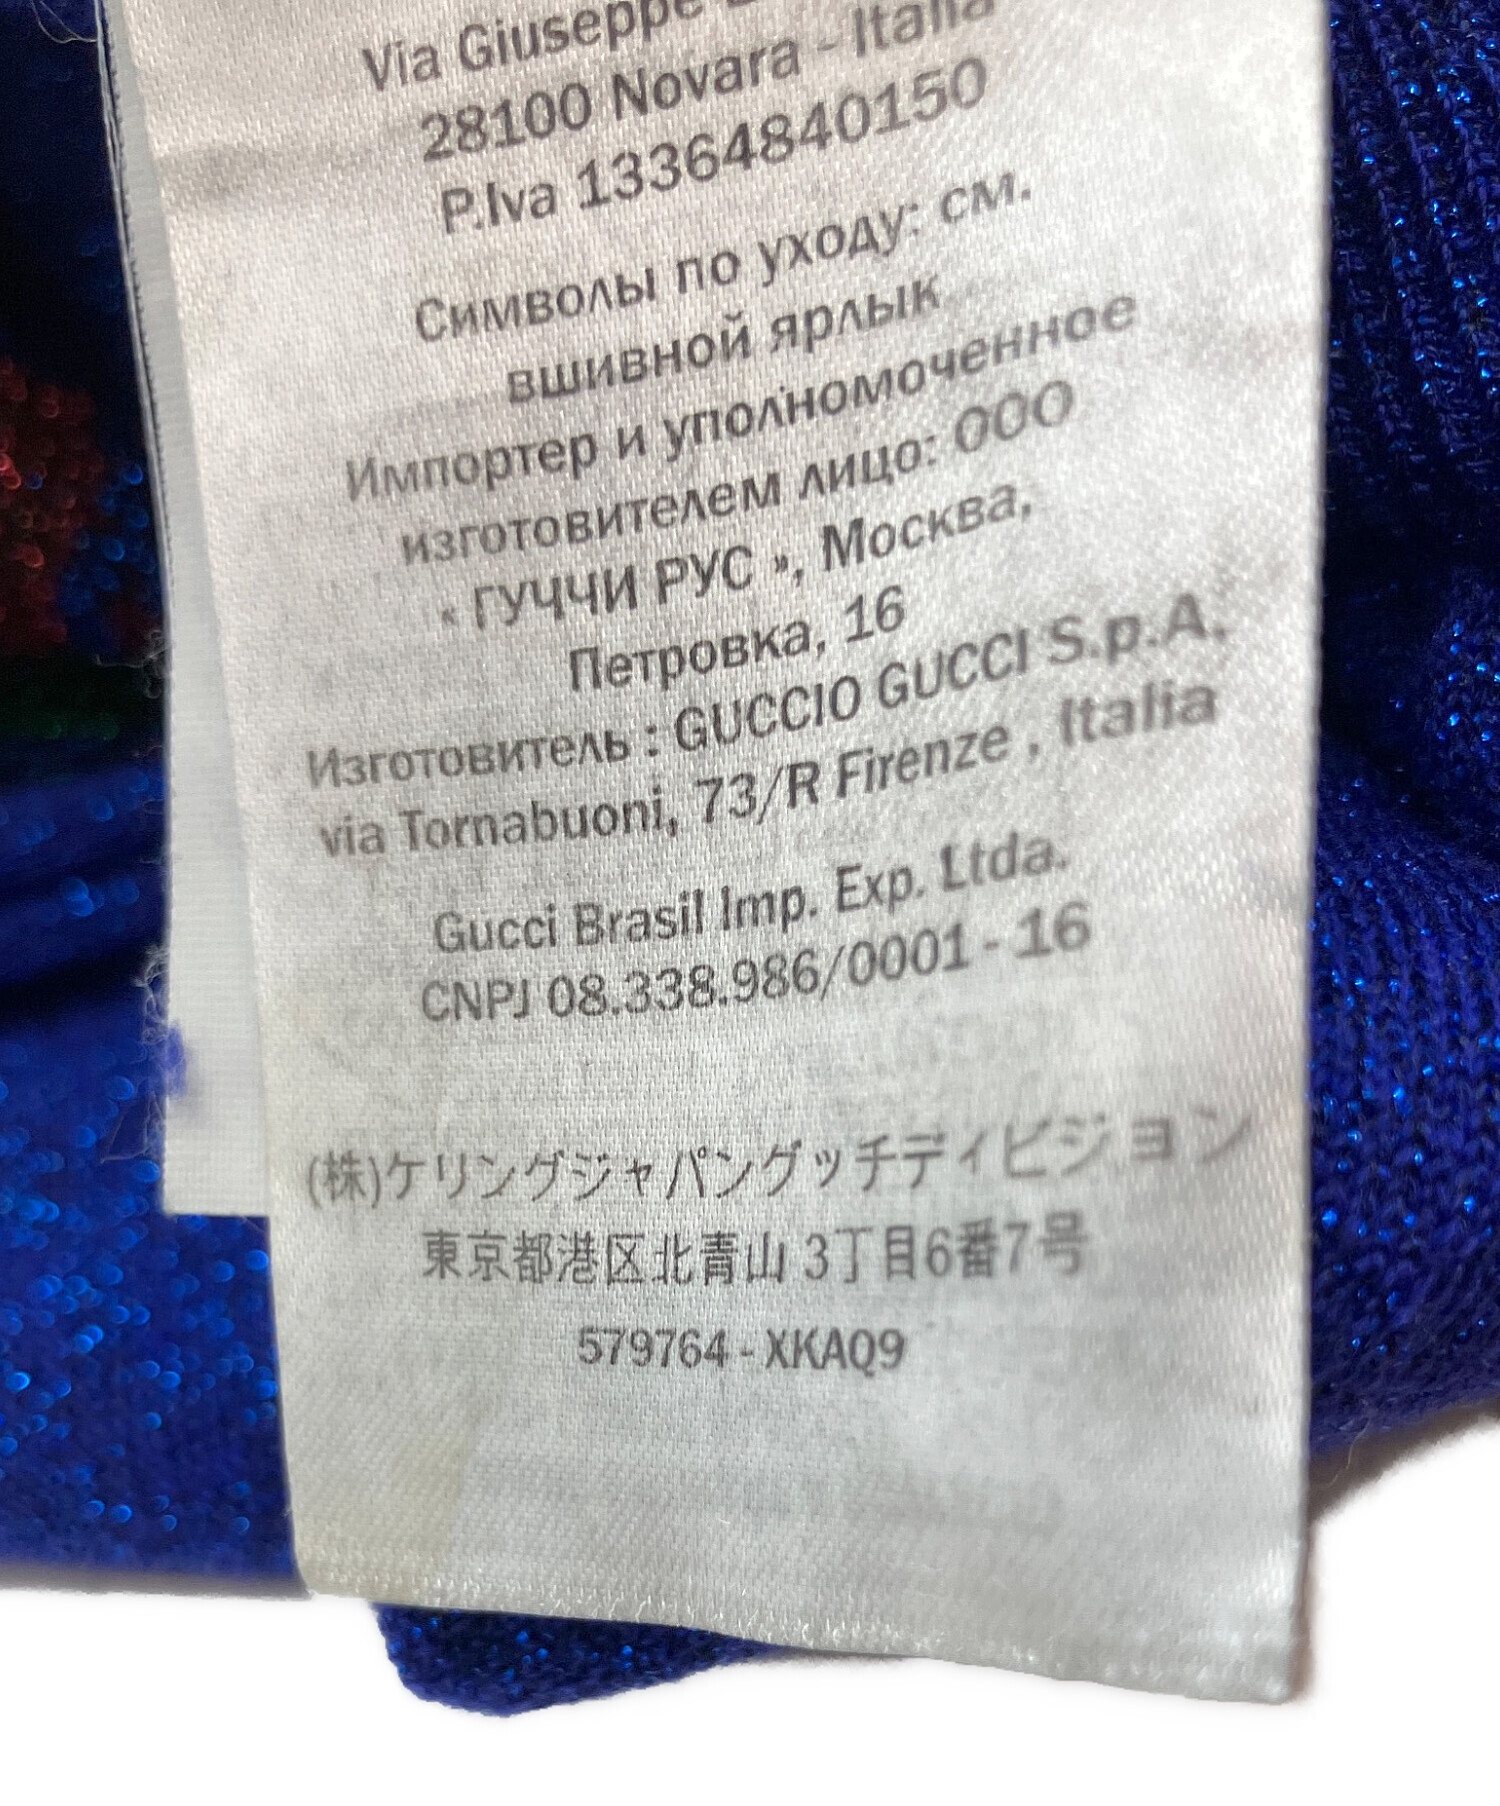 Via Giuseppe
28100 Novara - Italia
P.Iva 13364840150
Символы по уходу: см.
вшивной ярлык
Импортер и уполномоченное
изготовителем лицо: ООО
« ГУЧЧИ РУС », Москва,
Петровка, 16
Изготовитель : GUCCIO GUCCI S.p.A.
via Tornabuoni, 73/R Firenze , Italia
Gucci Brasil Imp. Exp. Ltda.
CNPJ 08.338.986/0001 - 16
(株)ケリングジャパングッチディビジョン
東京都港区北青山 3丁目6番7号
579764 - XKAQ9